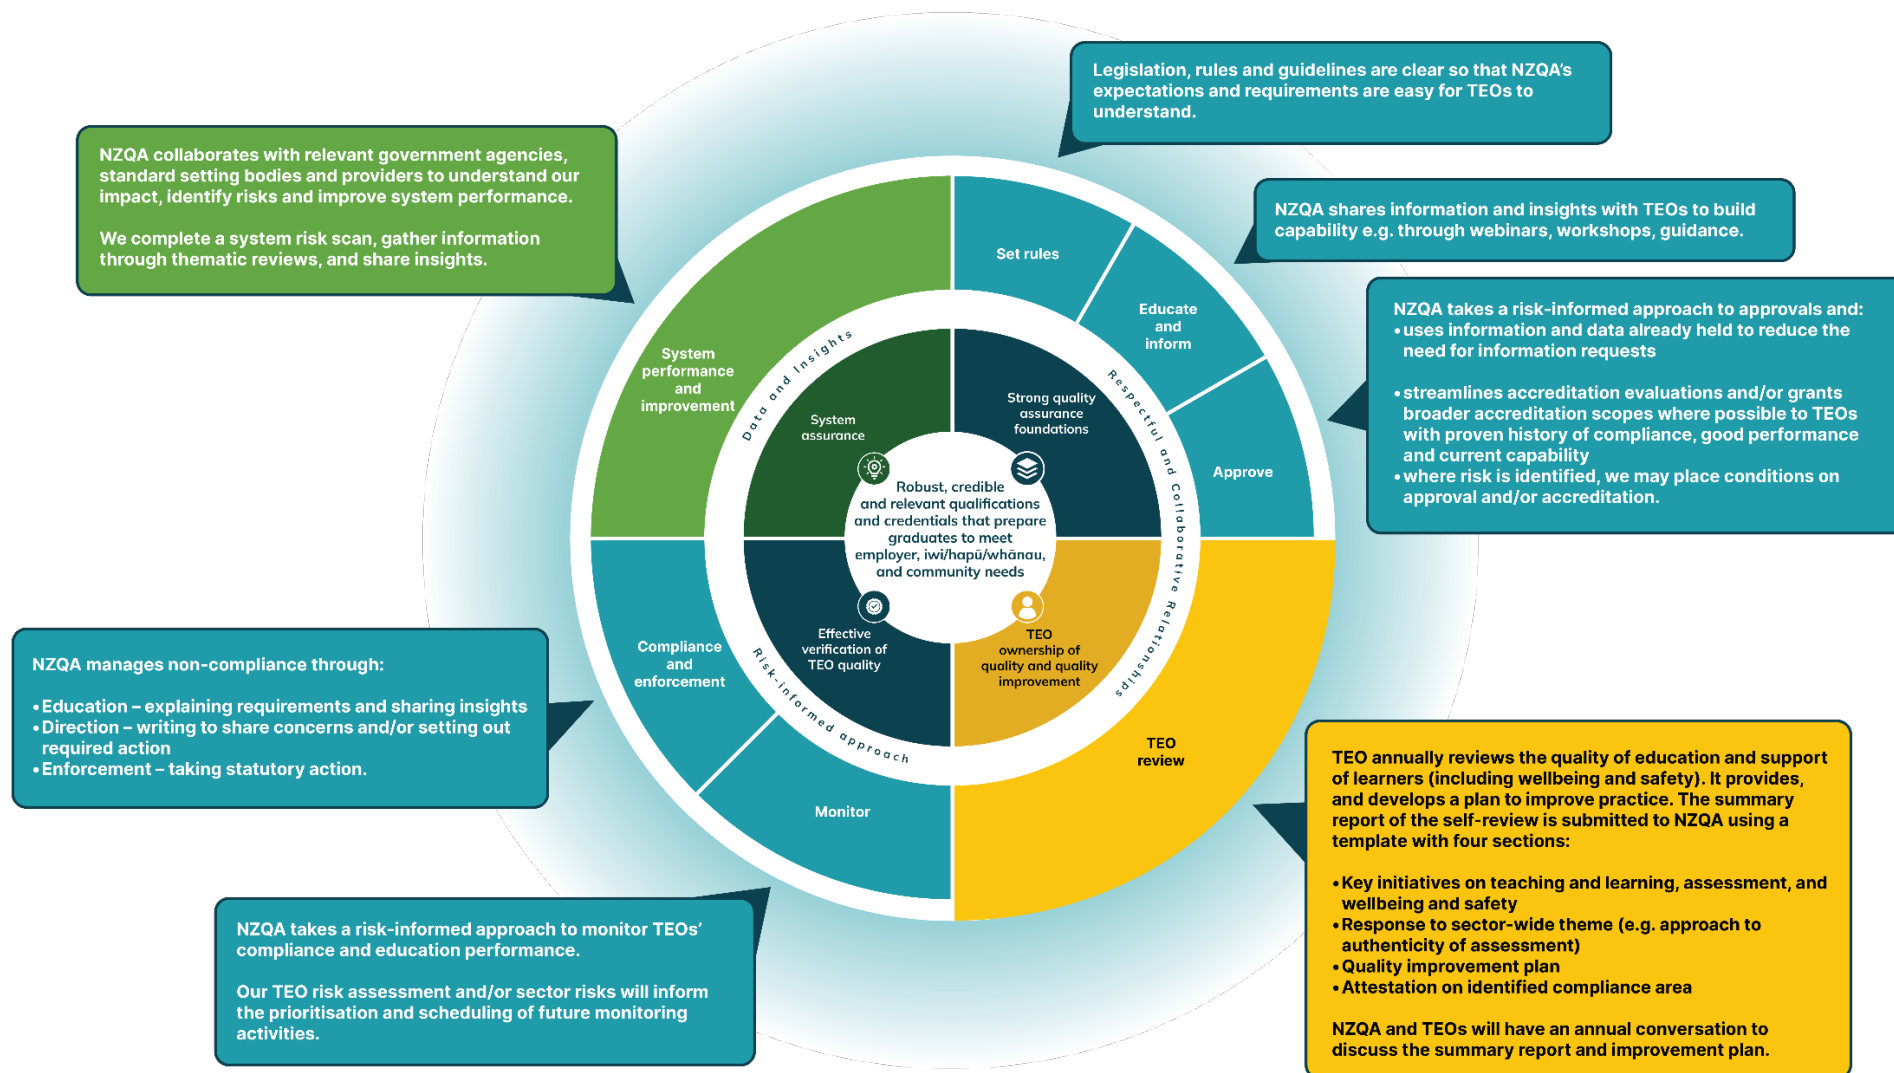 Legislation, rules and guidelines are clear so that NZQA’s
expectations and requirements are easy for TEOs to
understand.
NZQA collaborates with relevant government agencies,
standard setting bodies and providers to understand our
impact, identify risks and improve system performance.
We complete a system risk scan, gather information
through thematic reviews, and share insights.
NZQA shares information and insights with TEOs to build
capability e.g. through webinars, workshops, guidance.
NZQA takes a risk-informed approach to approvals and:
•uses information and data already held to reduce the
need for information requests
•streamlines accreditation evaluations and/or grants
broader accreditation scopes where possible to TEOs
with proven history of compliance, good performance
and current capability
•where risk is identified, we may place conditions on
approval and/or accreditation.
Set rules
Educate
and
inform
Approve
System
performance
and
improvement
Data and Insights
Respectful and Collaborative Relationships
Risk-informed approach
System
assurance
Strong quality
assurance
foundations
Robust, credible
and relevant qualifications
and credentials that prepare
graduates to meet
employer, iwi/hapū/whānau,
and community needs
Effective
verification of
TEO quality
TEO
ownership of
quality and quality
improvement
Compliance
and
enforcement
Monitor
TEO
review
NZQA manages non-compliance through:
•Education – explaining requirements and sharing insights
•Direction – writing to share concerns and/or setting out
required action
•Enforcement – taking statutory action.
NZQA takes a risk-informed approach to monitor TEOs’
compliance and education performance.
Our TEO risk assessment and/or sector risks will inform
the prioritisation and scheduling of future monitoring
activities.
TEO annually reviews the quality of education and support
of learners (including wellbeing and safety). It provides,
and develops a plan to improve practice. The summary
report of the self-review is submitted to NZQA using a
template with four sections:
•Key initiatives on teaching and learning, assessment, and
wellbeing and safety
•Response to sector-wide theme (e.g. approach to
authenticity of assessment)
•Quality improvement plan
•Attestation on identified compliance area
NZQA and TEOs will have an annual conversation to
discuss the summary report and improvement plan.